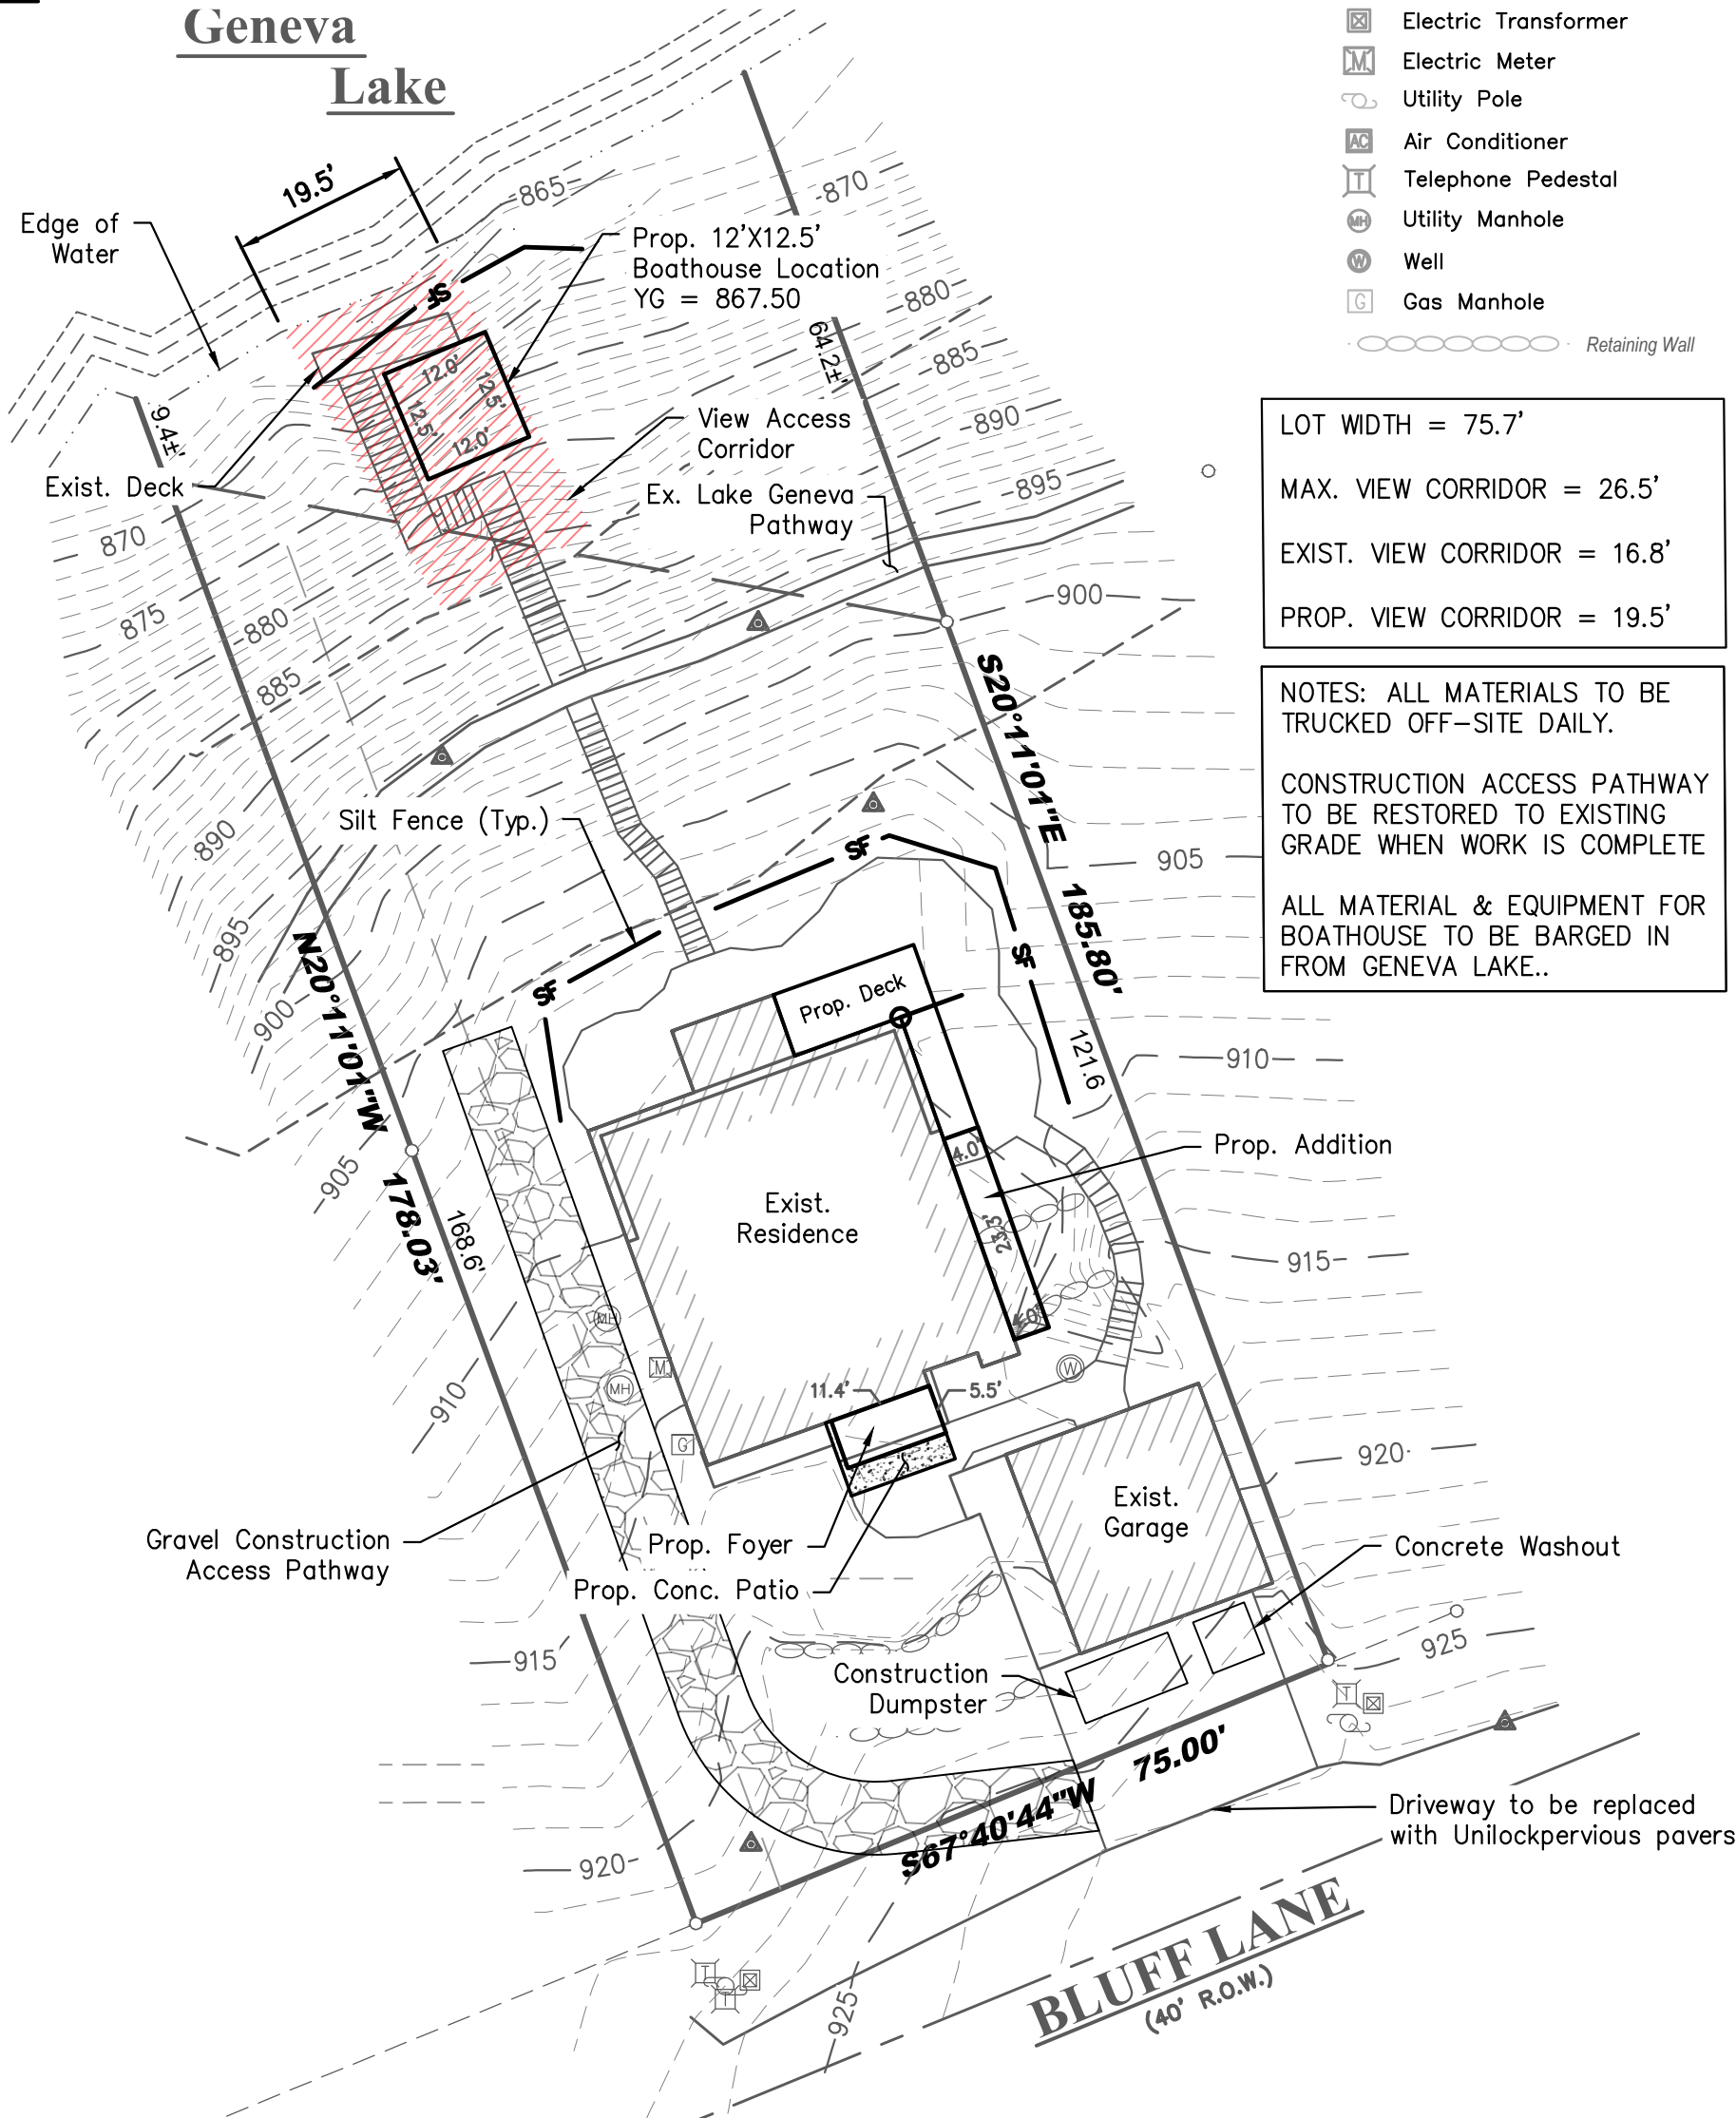 Geneva
Lake
Electric Transformer
M Electric Meter
Utility Pole
AC Air Conditioner
T Telephone Pedestal
MH Utility Manhole
W Well
G Gas Manhole
Retaining Wall
19.5'
865
870
Edge of
Water
Prop. 12'X12.5'
Boathouse Location
YG = 867.50
SF
880
64.2±'
885
12.0'
12.5'
12.5'
12.0'
9.4±'
View Access
Corridor
890
Exist. Deck
Ex. Lake Geneva
Pathway
895
LOT WIDTH = 75.7'
MAX. VIEW CORRIDOR = 26.5'
EXIST. VIEW CORRIDOR = 16.8'
PROP. VIEW CORRIDOR = 19.5'
870
875
880
885
900
NOTES: ALL MATERIALS TO BE
TRUCKED OFF-SITE DAILY.
CONSTRUCTION ACCESS PATHWAY
TO BE RESTORED TO EXISTING
GRADE WHEN WORK IS COMPLETE
ALL MATERIAL & EQUIPMENT FOR
BOATHOUSE TO BE BARGED IN
FROM GENEVA LAKE..
S20°11'01"E 185.80'
Silt Fence (Typ.)
890
SF
905
895
SF
SF
900
N20°11'01"W 178.03'
Prop. Deck
121.6
910
905
4.0'
Prop. Addition
Exist.
Residence
168.6'
23.3'
915
MH
4.0'
M
MH
W
910
11.4'
5.5'
G
920
Exist.
Garage
Gravel Construction
Access Pathway
Prop. Foyer
Concrete Washout
Prop. Conc. Patio
915
925
Construction
Dumpster
T
75.00'
S67°40'44"W
Driveway to be replaced
with Unilockpervious pavers
920
BLUFF LANE
(40' R.O.W.)
T
T
925